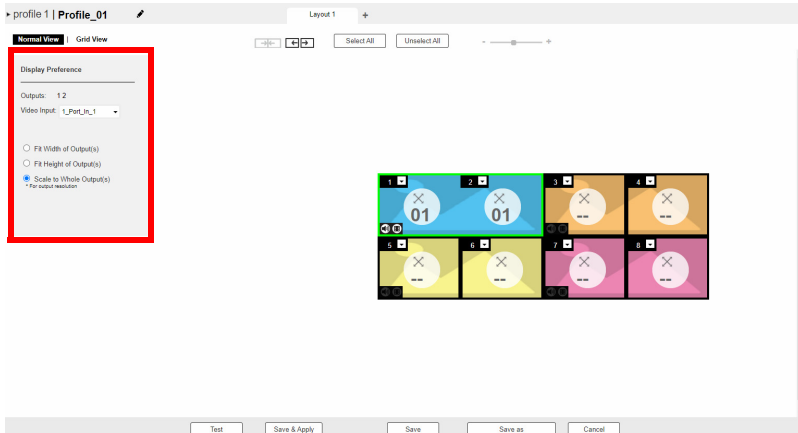 profile 1 | Profile_01
Layout 1 +
Normal View | Grid View
Select All Unselect All - +
Display Preference
Outputs: 1 2
Video Input: 1_Port_In_1
Fit Width of Output(s)
Fit Height of Output(s)
Scale to Whole Output(s)
* For output resolution
1 2 3 4
01 01 -- --
5 6 7 8
-- -- -- --
Test Save & Apply Save Save as Cancel